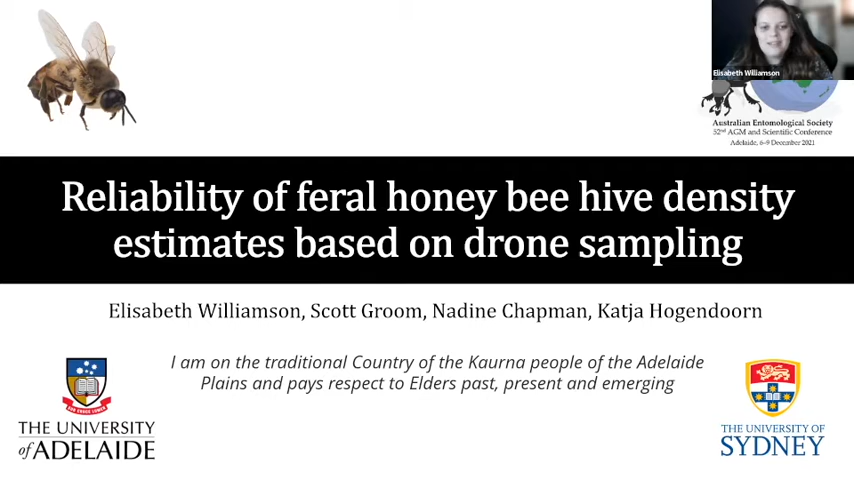 Elisabeth Williamson
Australian Entomological Society
52nd AGM and Scientific Conference
Adelaide, 6-9 December 2021
Reliability of feral honey bee hive density
estimates based on drone sampling
Elisabeth Williamson, Scott Groom, Nadine Chapman, Katja Hogendoorn
I am on the traditional Country of the Kaurna people of the Adelaide
Plains and pays respect to Elders past, present and emerging
THE UNIVERSITY
of ADELAIDE
THE UNIVERSITY OF
SYDNEY